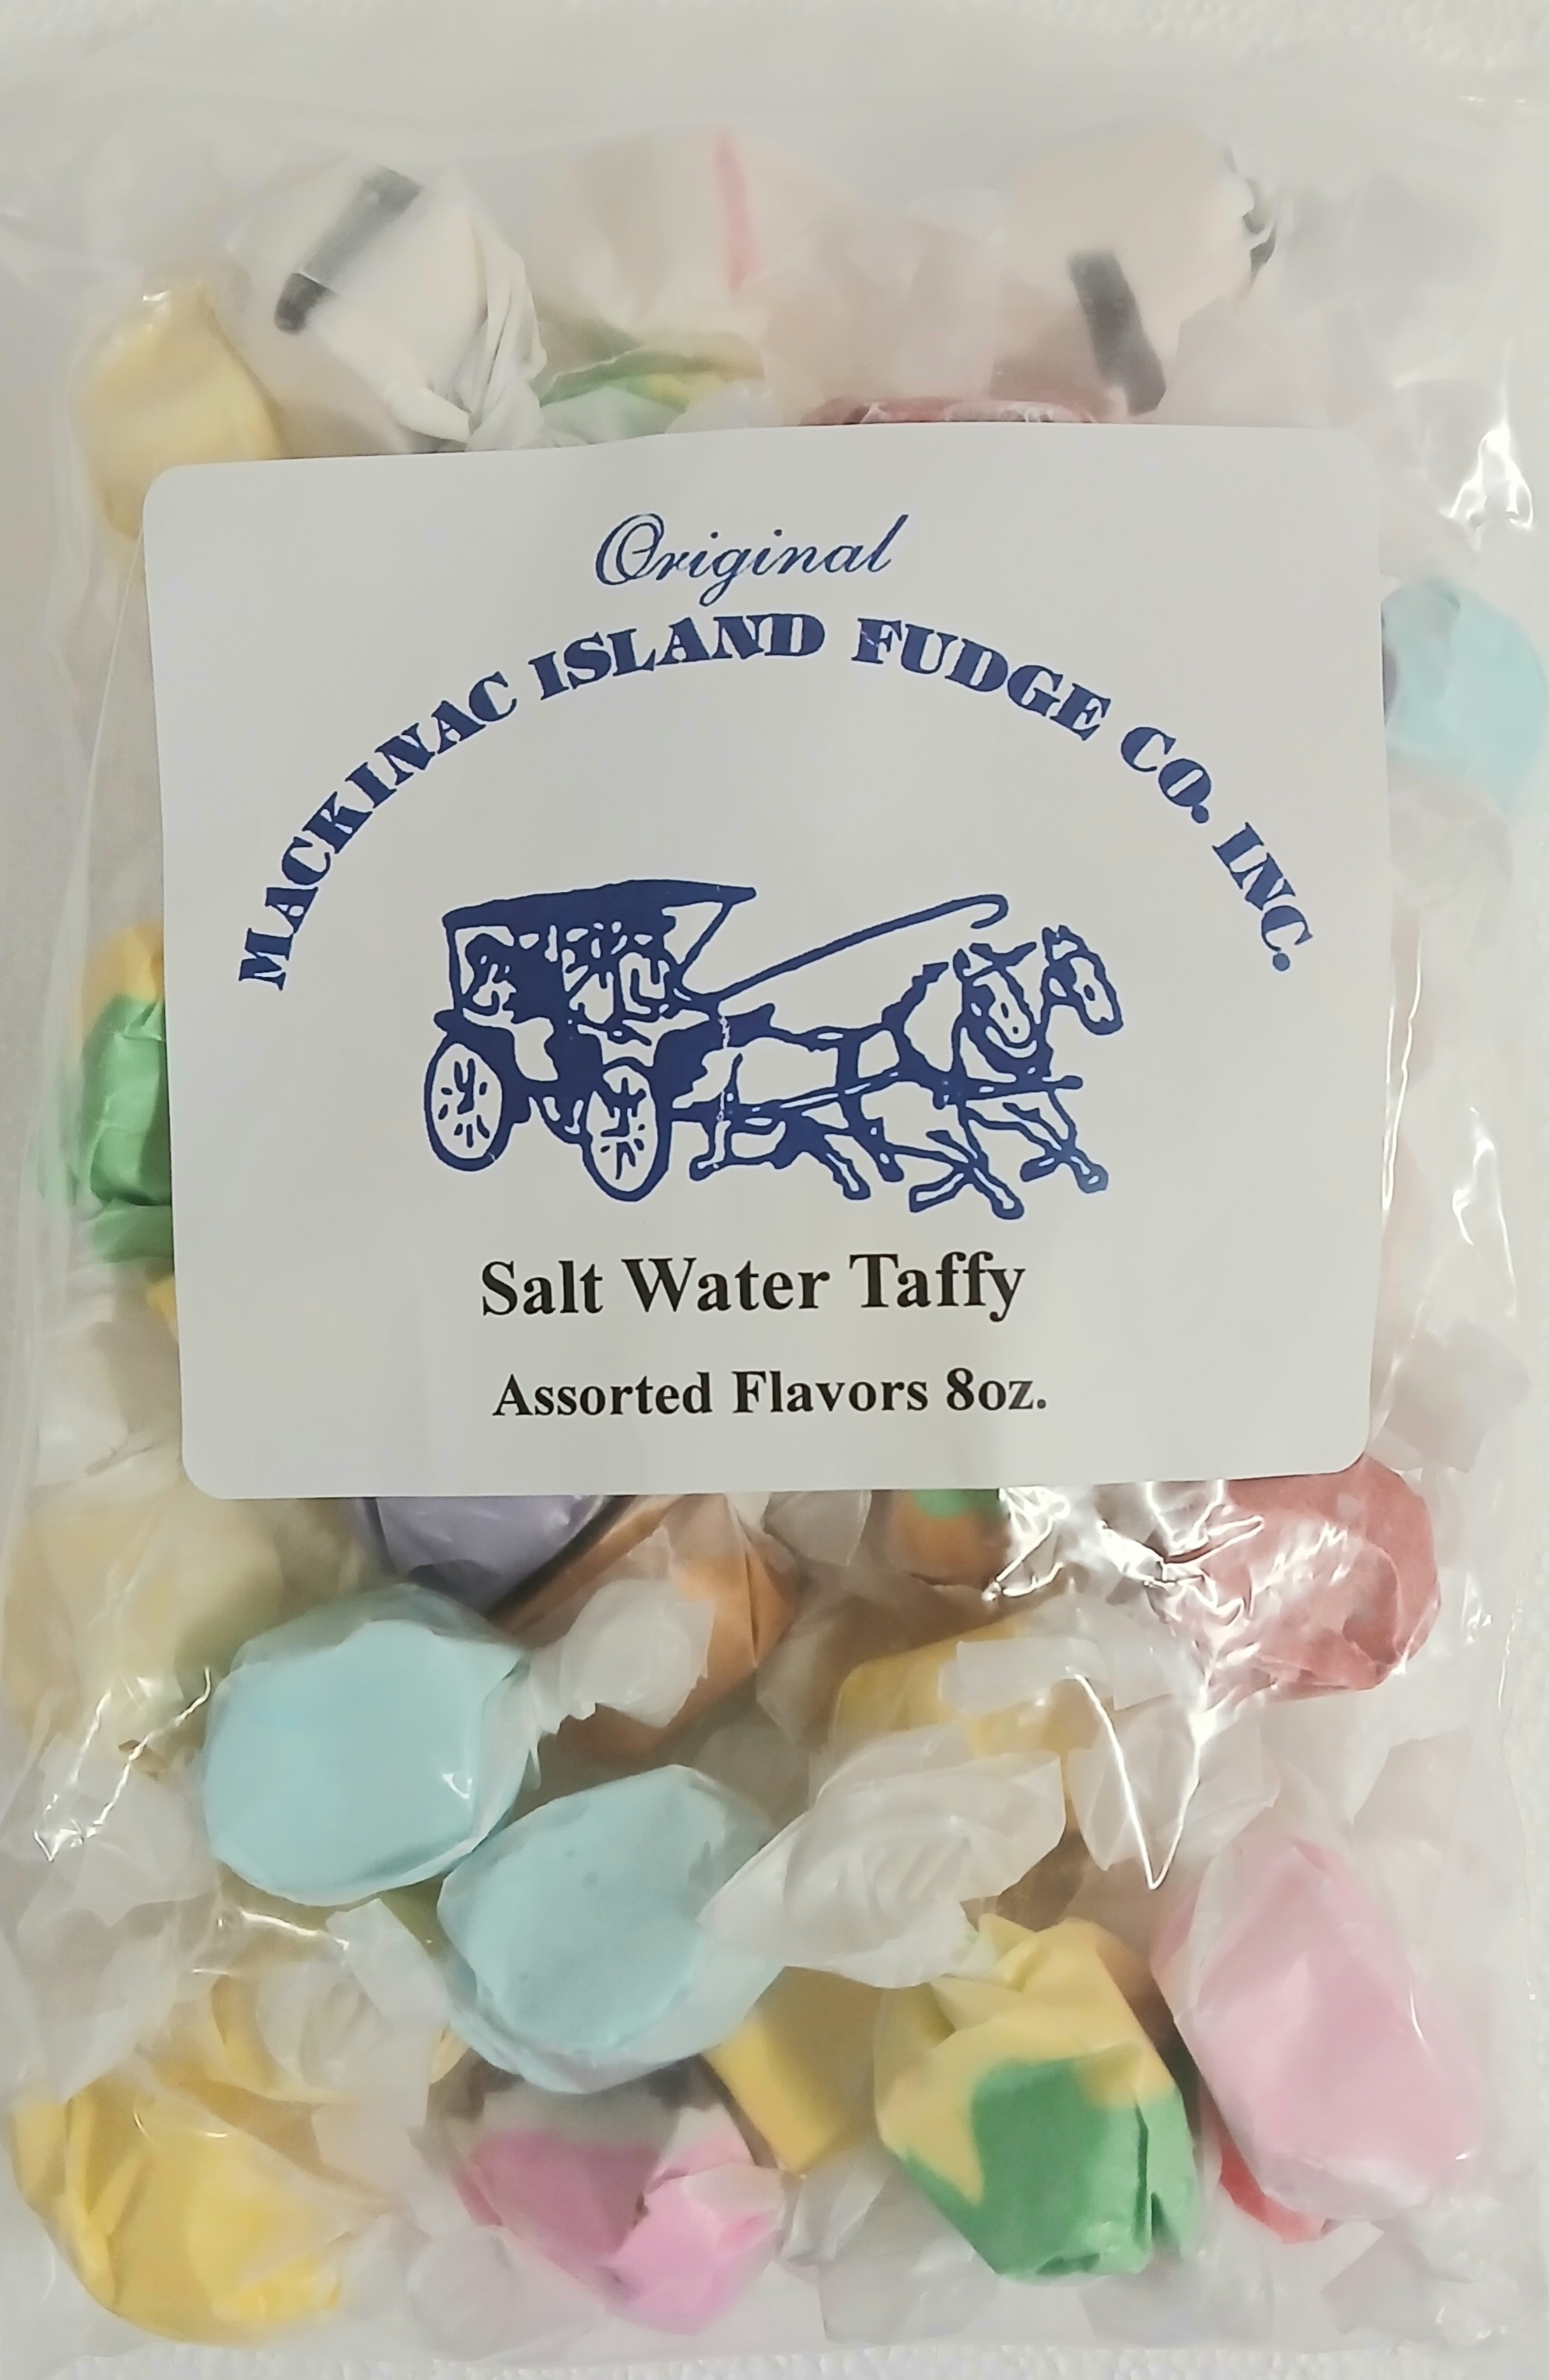 Original
MACKINAC ISLAND FUDGE CO. INC.
Salt Water Taffy
Assorted Flavors 8oz.